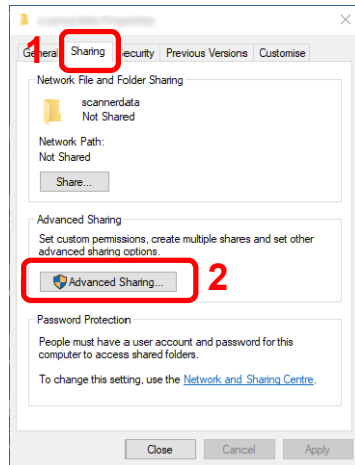 1
General Sharing Security Previous Versions Customise
Network File and Folder Sharing
scannerdata
Not Shared
Network Path:
Not Shared
Share...
Advanced Sharing
Set custom permissions, create multiple shares and set other
advanced sharing options.
Advanced Sharing...
2
Password Protection
People must have a user account and password for this
computer to access shared folders.
To change this setting, use the Network and Sharing Centre.
Close Cancel Apply